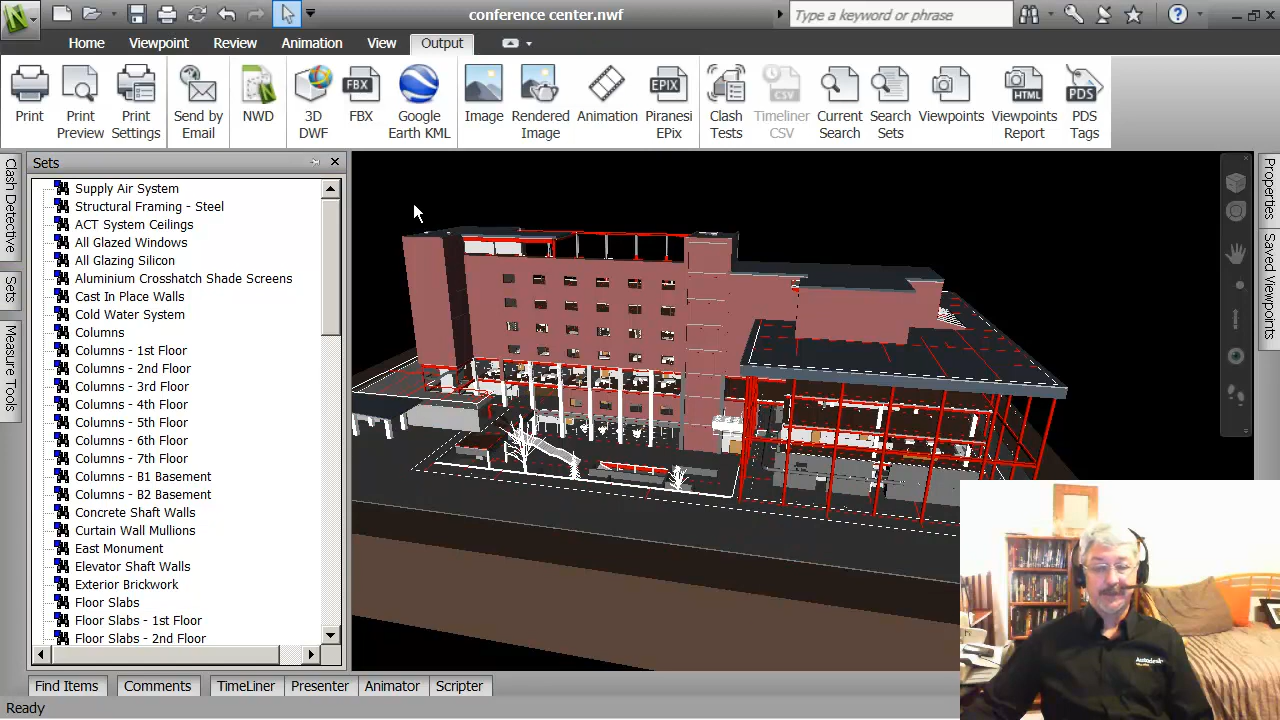 conference center.nwf
Type a keyword or phrase
Home Viewpoint Review Animation View Output
Print
Print Preview
Print Settings
Send by Email
NWD
3D DWF
FBX
FBX
Google Earth KML
Image
Rendered Image
Animation
EPIX
Piranesi EPix
Clash Tests
CSV
Timeliner CSV
Current Search
Search Sets
Viewpoints
HTML
Viewpoints Report
PDS
PDS Tags
Clash Detective
Sets
Measure Tools
Sets
Supply Air System
Structural Framing - Steel
ACT System Ceilings
All Glazed Windows
All Glazing Silicon
Aluminium Crosshatch Shade Screens
Cast In Place Walls
Cold Water System
Columns
Columns - 1st Floor
Columns - 2nd Floor
Columns - 3rd Floor
Columns - 4th Floor
Columns - 5th Floor
Columns - 6th Floor
Columns - 7th Floor
Columns - B1 Basement
Columns - B2 Basement
Concrete Shaft Walls
Curtain Wall Mullions
East Monument
Elevator Shaft Walls
Exterior Brickwork
Floor Slabs
Floor Slabs - 1st Floor
Floor Slabs - 2nd Floor
Properties
Saved Viewpoints
Autodesk
Find Items Comments TimeLiner Presenter Animator Scripter
Ready